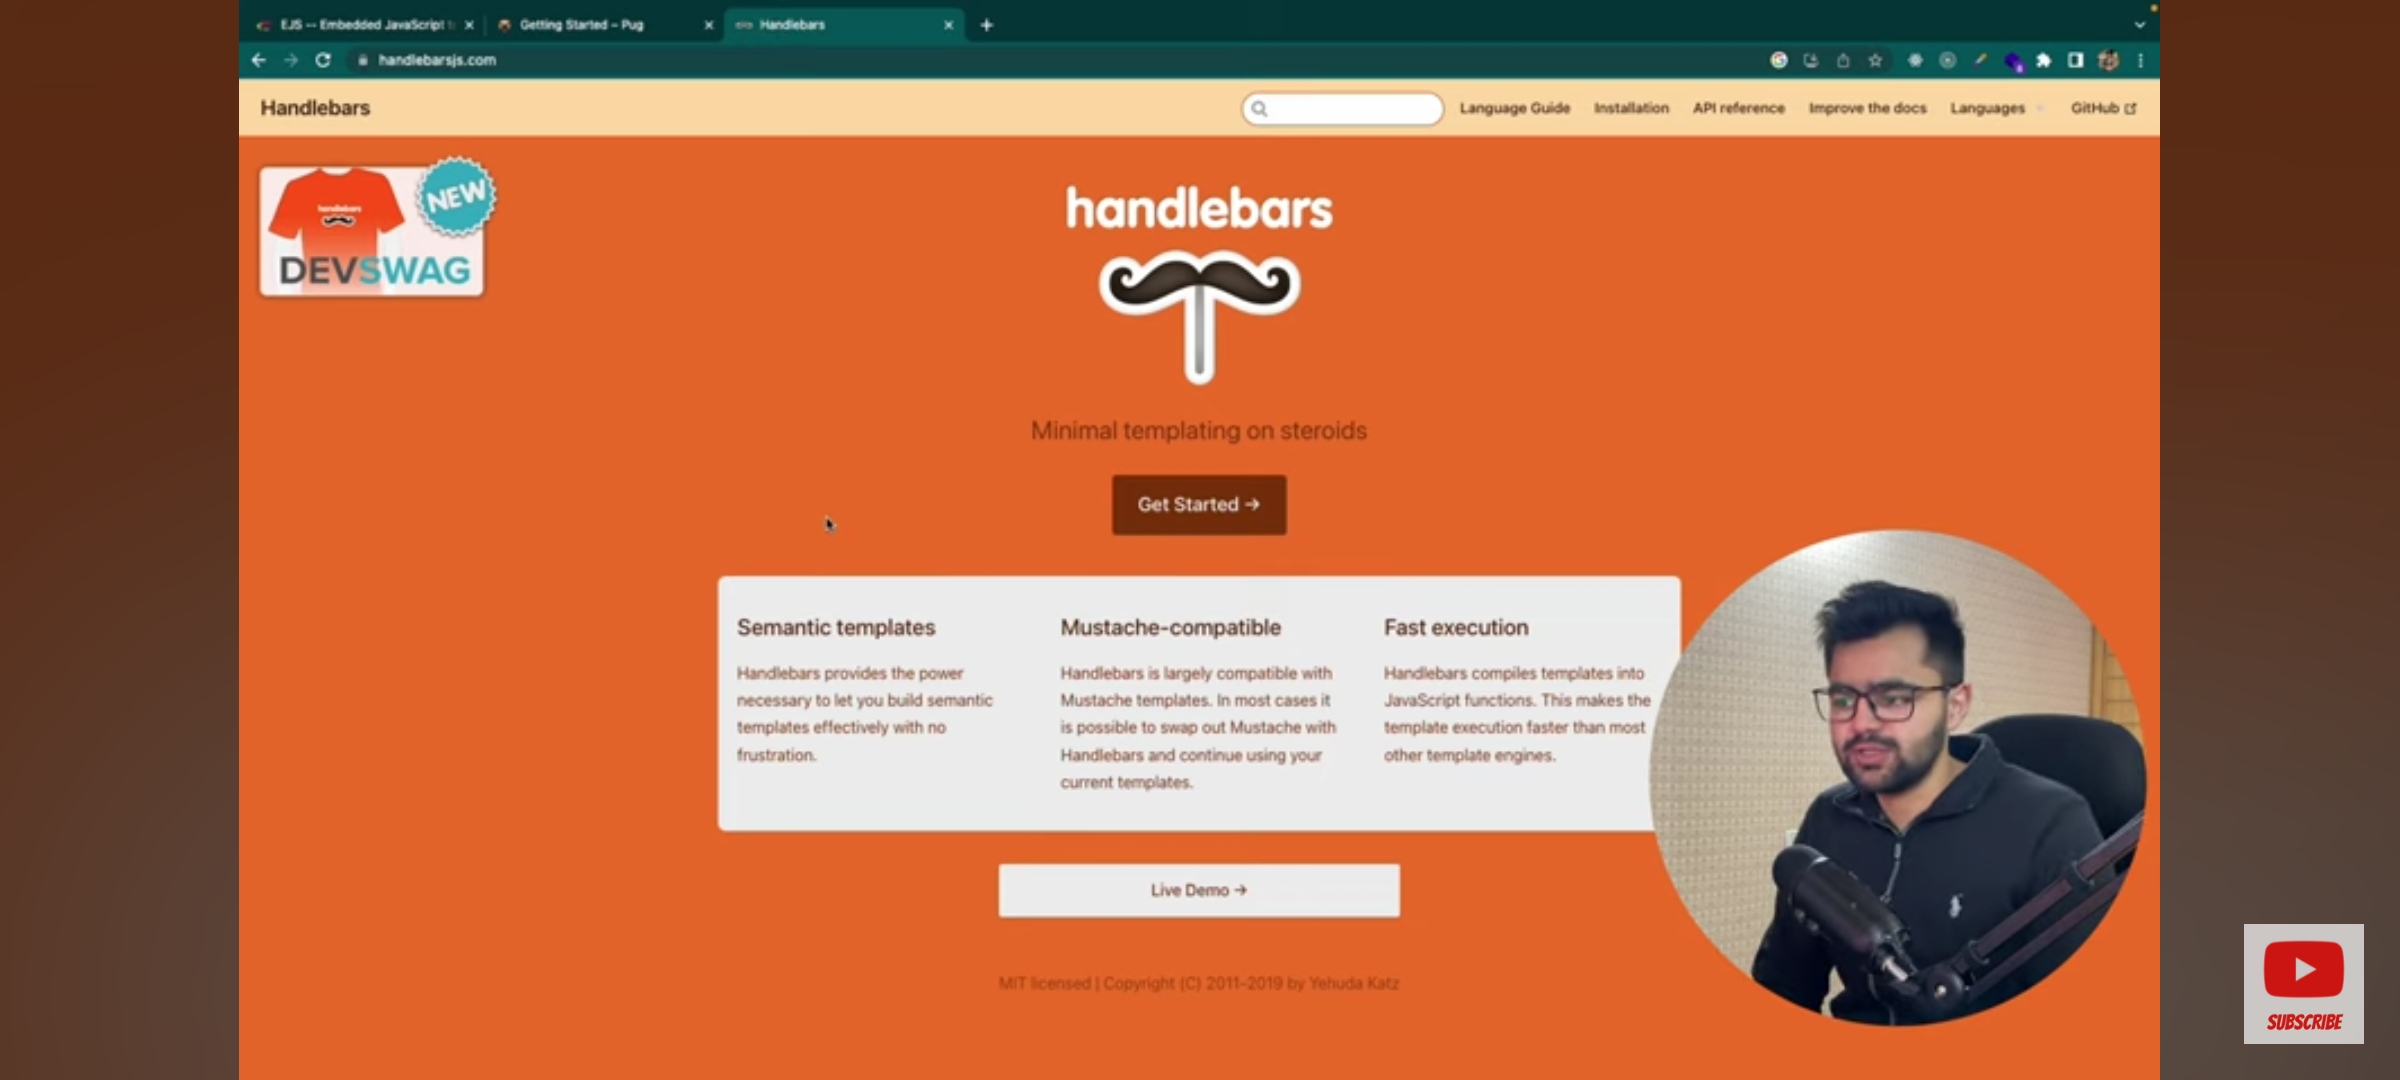 EJS -- Embedded JavaScript
Getting Started – Pug
Handlebars
handlebarsjs.com
Handlebars
Language Guide
Installation
API reference
Improve the docs
Languages
GitHub
handlebars
NEW
DEVSWAG
handlebars
Minimal templating on steroids
Get Started →
Semantic templates
Handlebars provides the power
necessary to let you build semantic
templates effectively with no
frustration.
Mustache-compatible
Handlebars is largely compatible with
Mustache templates. In most cases it
is possible to swap out Mustache with
Handlebars and continue using your
current templates.
Fast execution
Handlebars compiles templates into
JavaScript functions. This makes the
template execution faster than most
other template engines.
Live Demo →
MIT licensed | Copyright (C) 2011-2019 by Yehuda Katz
SUBSCRIBE